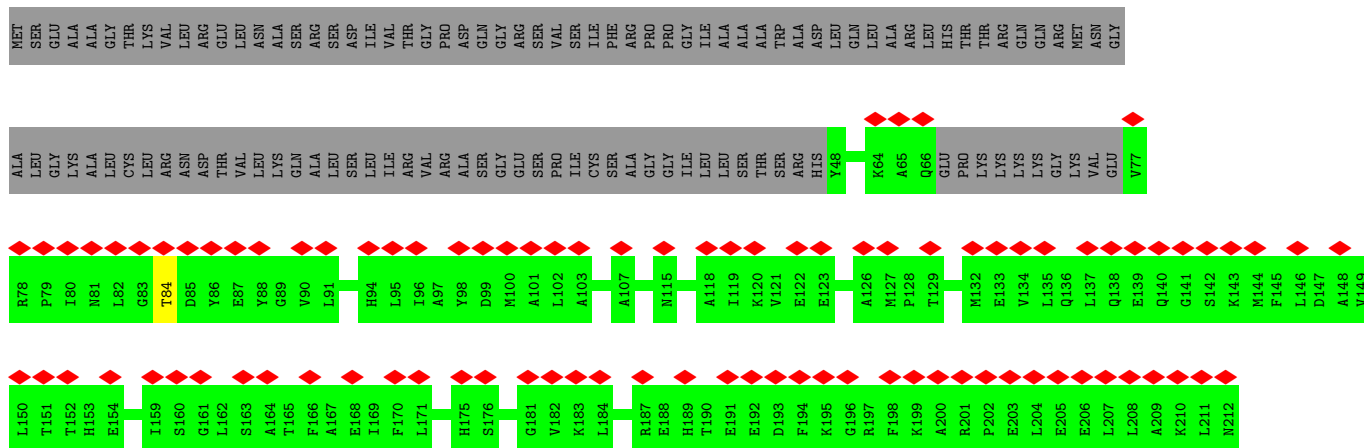 MET SER GLU ALA ALA GLY THR LYS VAL LEU ARG GLU LEU ASN ALA SER ARG SER ASP ILE VAL THR GLY PRO ASP GLN GLY ARG SER VAL SER ILE PHE ARG PRO PRO GLY ILE ALA ALA ALA TRP ALA ASP LEU GLN LEU ALA ARG LEU HIS THR THR ARG GLN GLN ARG MET ASN GLY
ALA LEU GLY LYS ALA LEU CYS LEU ARG ASN ASP THR VAL LEU LYS GLN ALA LEU SER LEU ILE ARG VAL ARG ALA SER GLY GLU SER PRO ILE CYS SER ALA GLY GLY ILE LEU LEU SER THR SER ARG HIS Y48 K64 A65 Q66 GLU PRO LYS LYS LYS LYS GLY LYS VAL GLU V77
R78 P79 I80 N81 L82 G83 T84 D85 Y86 E87 Y88 G89 V90 L91 H94 L95 I96 A97 Y98 D99 M100 A101 L102 A103 A107 N115 A118 I119 K120 V121 E122 E123 A126 M127 P128 T129 M132 E133 V134 L135 Q136 L137 Q138 E139 Q140 G141 S142 K143 M144 F145 L146 D147 A148 V149
L150 T151 T152 H153 E154 I159 S160 G161 L162 S163 A164 T165 F166 A167 E168 I169 F170 L171 H175 S176 G181 V182 K183 L184 R187 E188 H189 T190 E191 E192 D193 F194 K195 G196 R197 F198 K199 A200 R201 P202 E203 L204 E205 E206 L207 L208 A209 K210 L211 N212